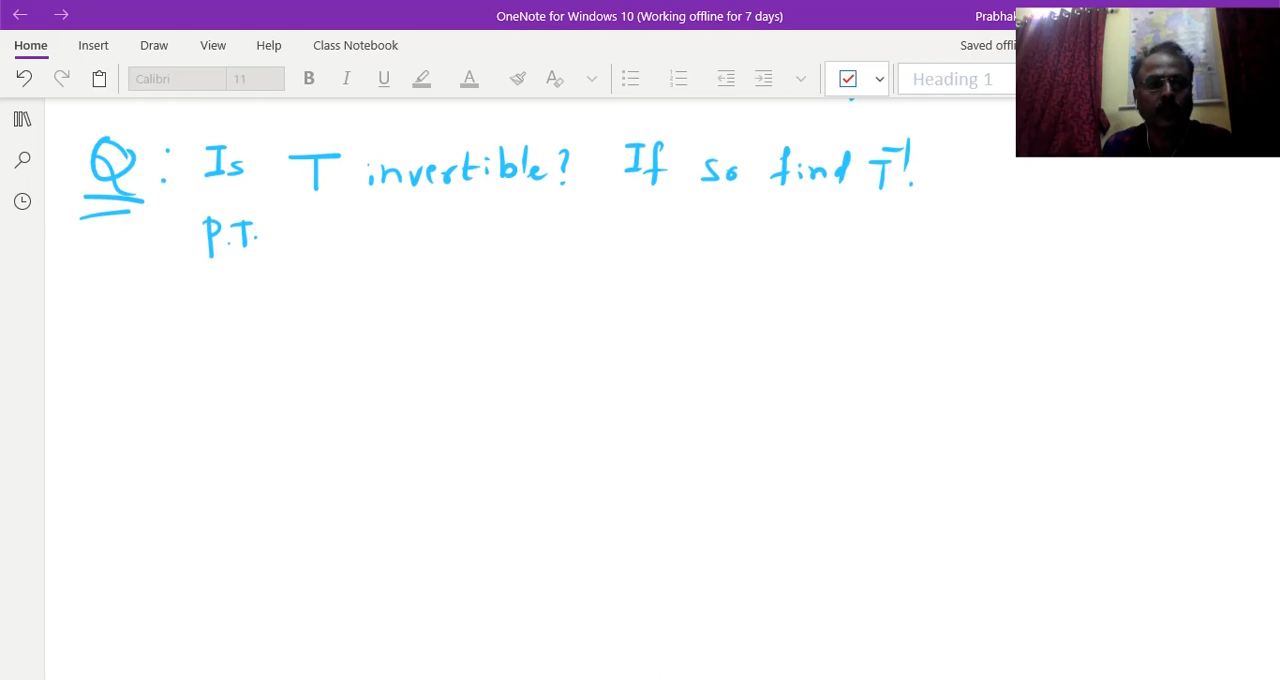 OneNote for Windows 10 (Working offline for 7 days)
Prabhak
Home Insert Draw View Help Class Notebook
Saved offli
Calibri 11 B I U A A Heading 1
Q : Is T invertible? If so find T⁻¹.
P.T.